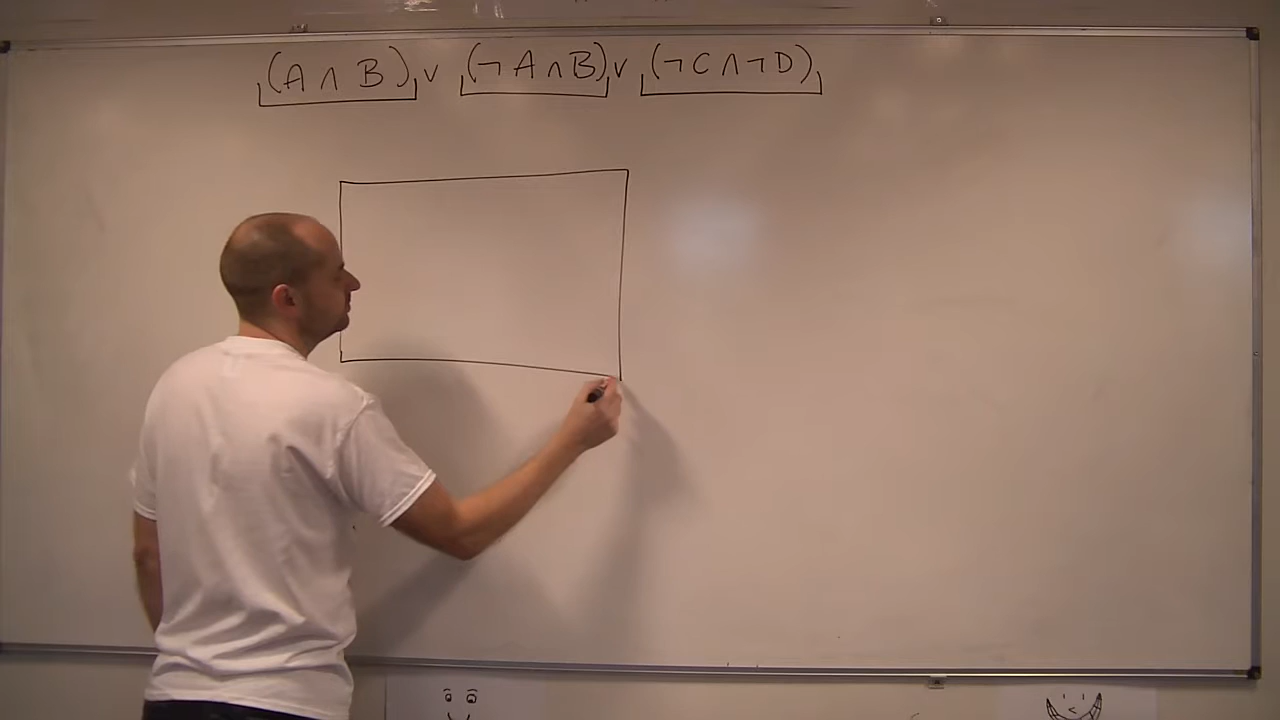 (A ∧ B) ∨ (¬ A ∧ B) ∨ (¬ C ∧ ¬ D)